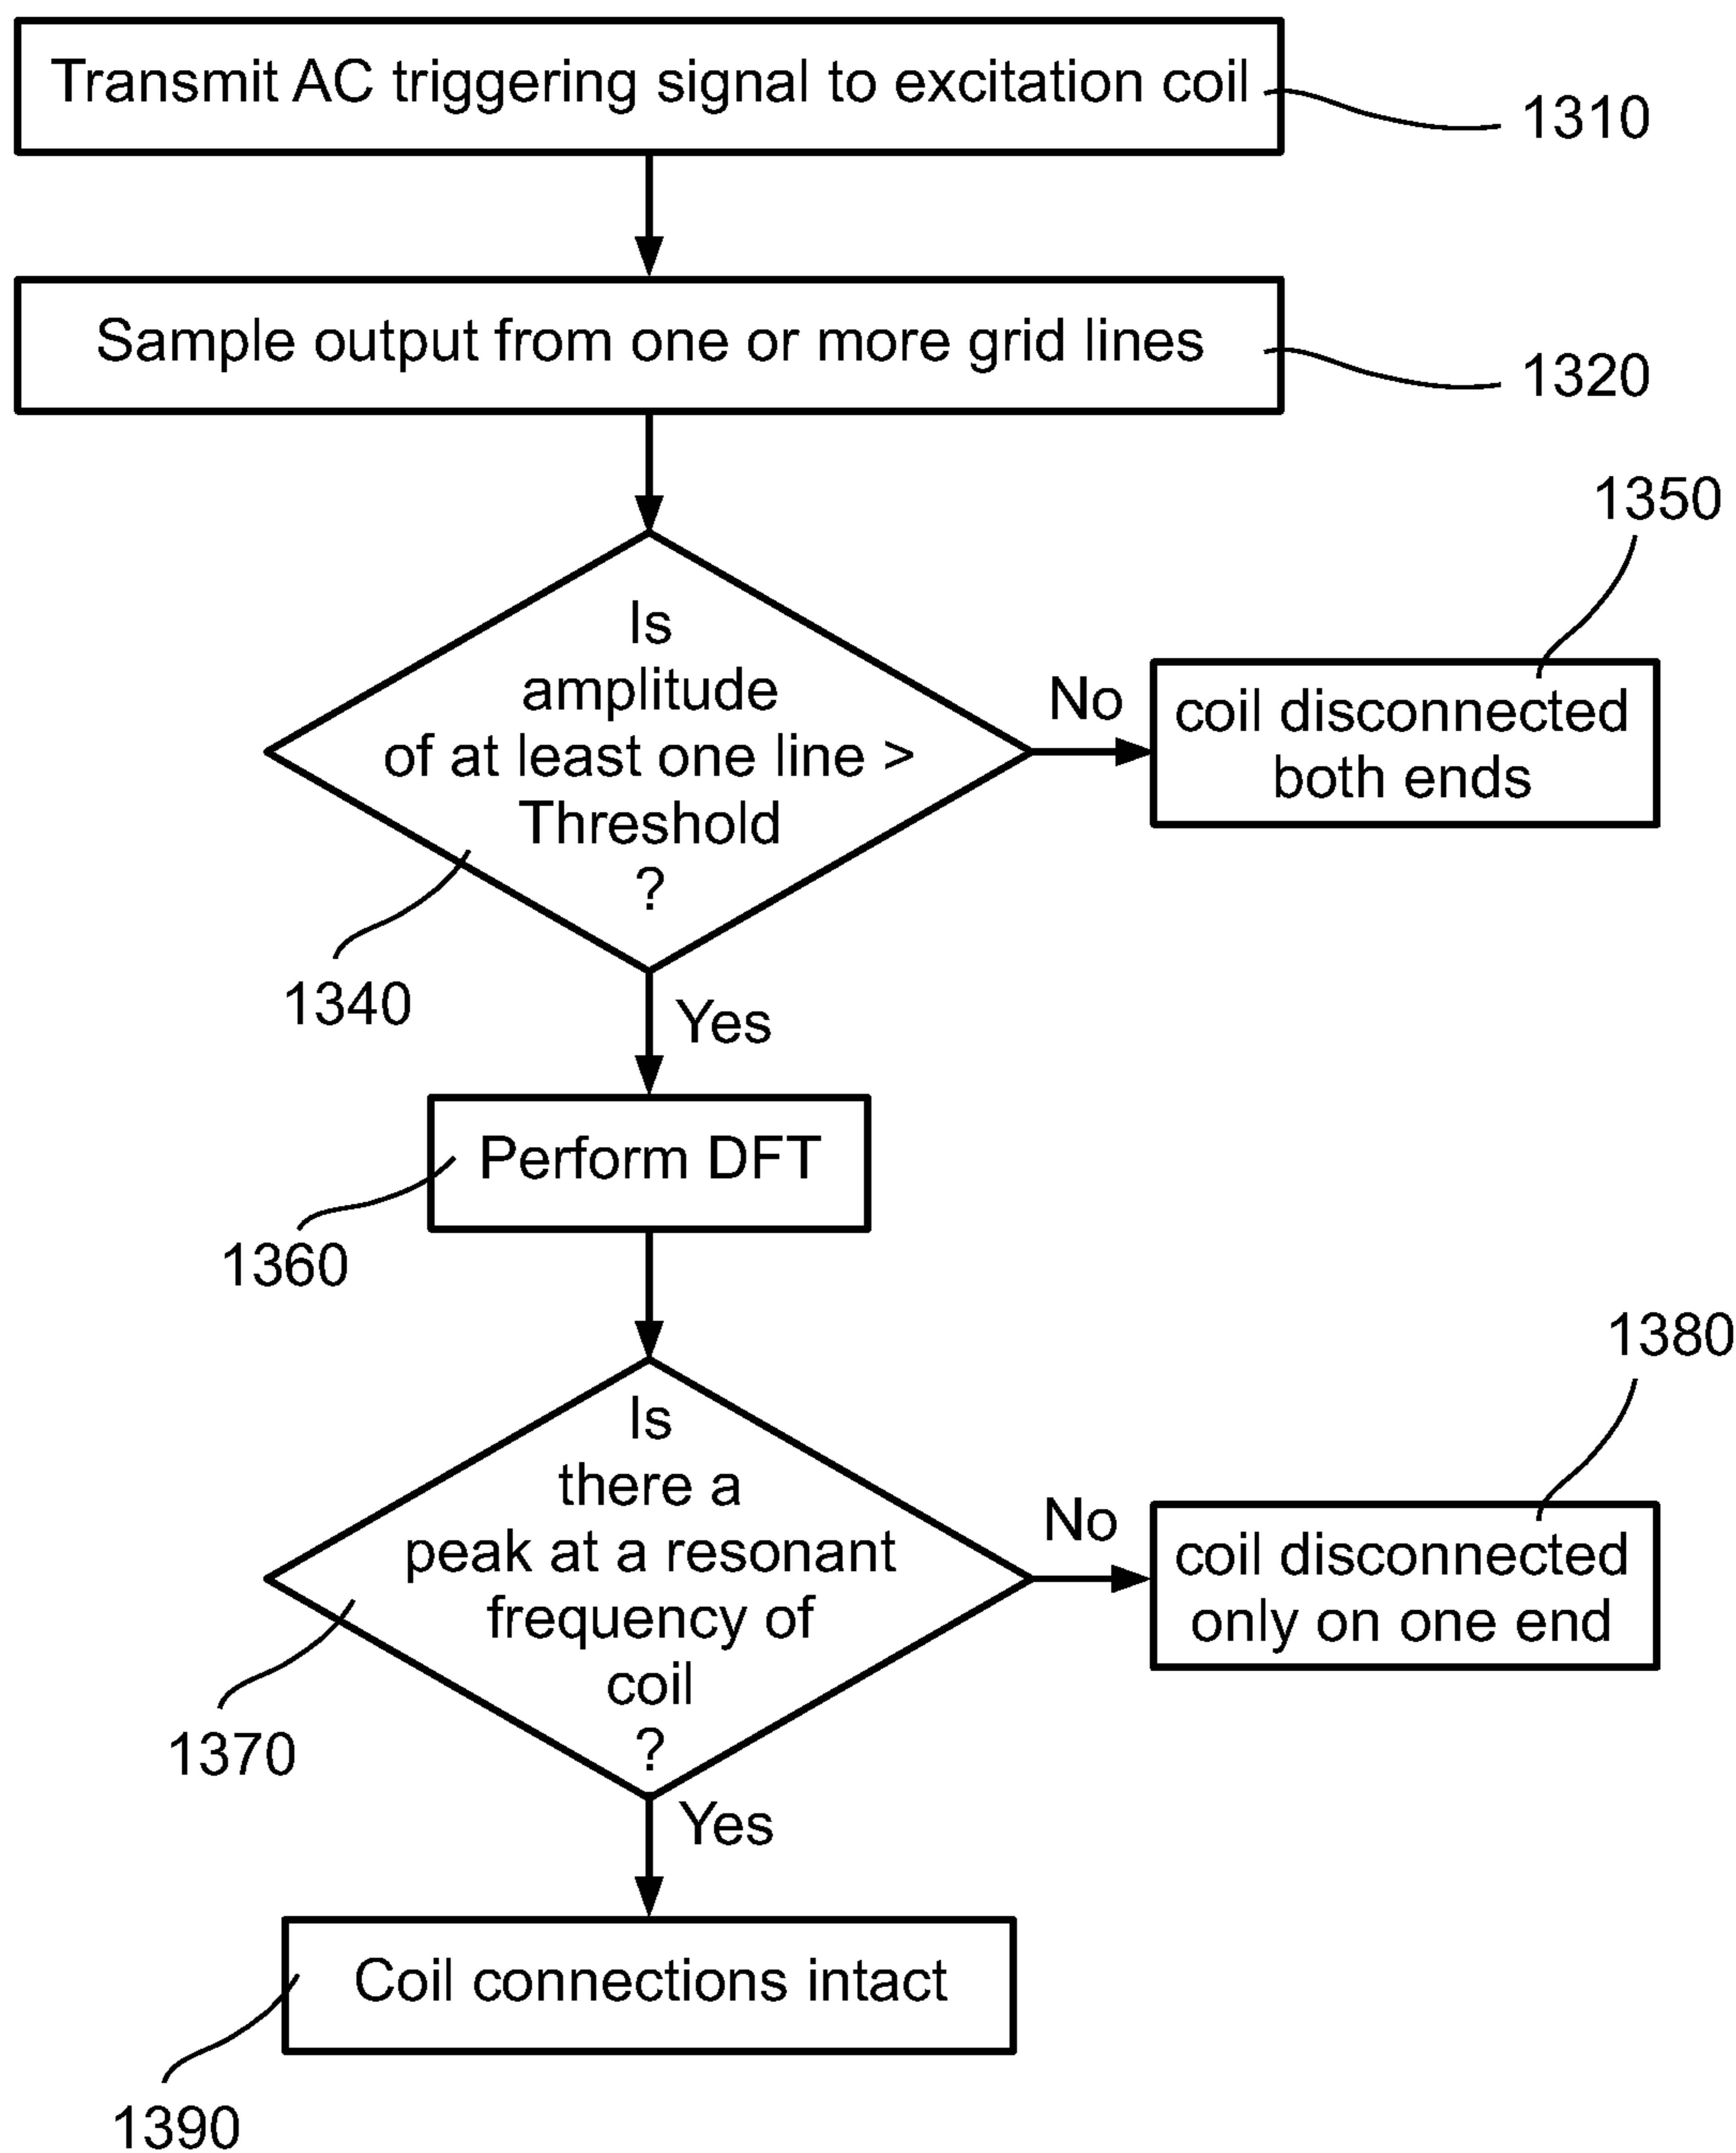 Transmit AC triggering signal to excitation coil
1310
Sample output from one or more grid lines
1320
1350
Is
amplitude
of at least one line >
Threshold
?
No
coil disconnected
both ends
1340
Yes
Perform DFT
1360
1380
Is
there a
peak at a resonant
frequency of
coil
?
No
coil disconnected
only on one end
1370
Yes
Coil connections intact
1390